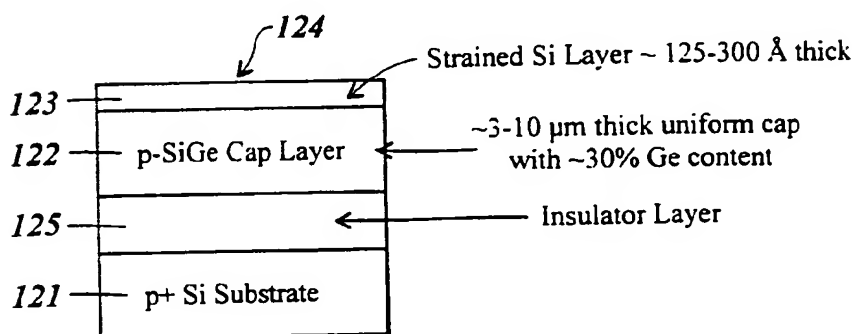 124
Strained Si Layer ~ 125-300 Å thick
123
122
p-SiGe Cap Layer
~3-10 μm thick uniform cap
with ~30% Ge content
125
Insulator Layer
121
p+ Si Substrate